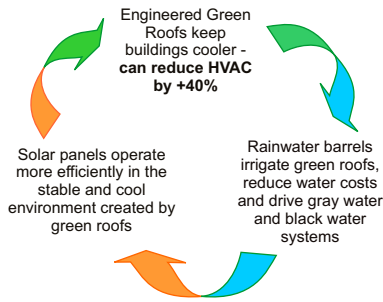 Engineered Green
Roofs keep
buildings cooler -
can reduce HVAC
by +40%
Rainwater barrels
irrigate green roofs,
reduce water costs
and drive gray water
and black water
systems
Solar panels operate
more efficiently in the
stable and cool
environment created by
green roofs